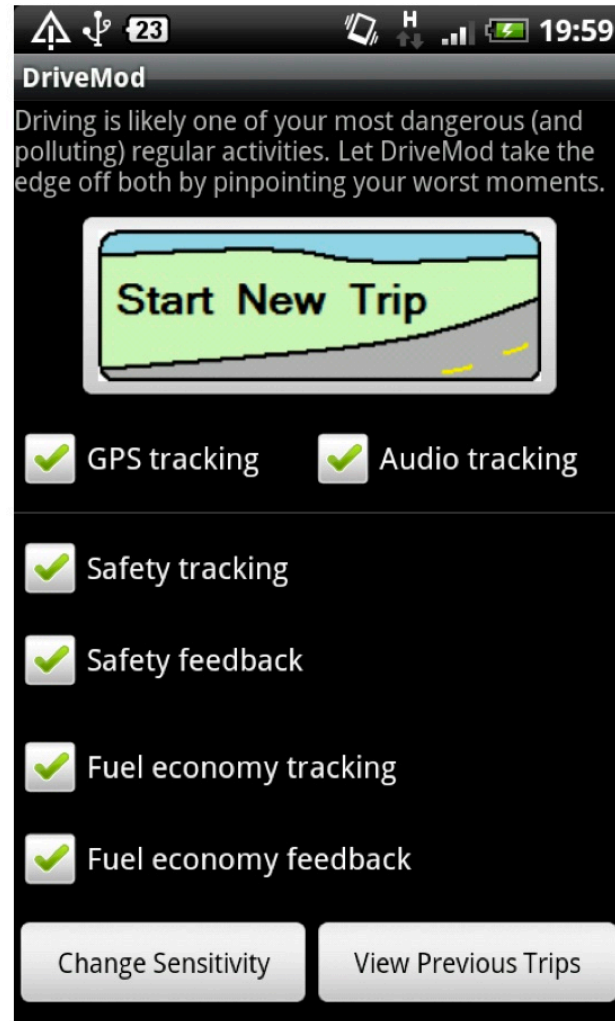 23 H 19:59
DriveMod
Driving is likely one of your most dangerous (and
polluting) regular activities. Let DriveMod take the
edge off both by pinpointing your worst moments.
Start New Trip
GPS tracking Audio tracking
Safety tracking
Safety feedback
Fuel economy tracking
Fuel economy feedback
Change Sensitivity View Previous Trips